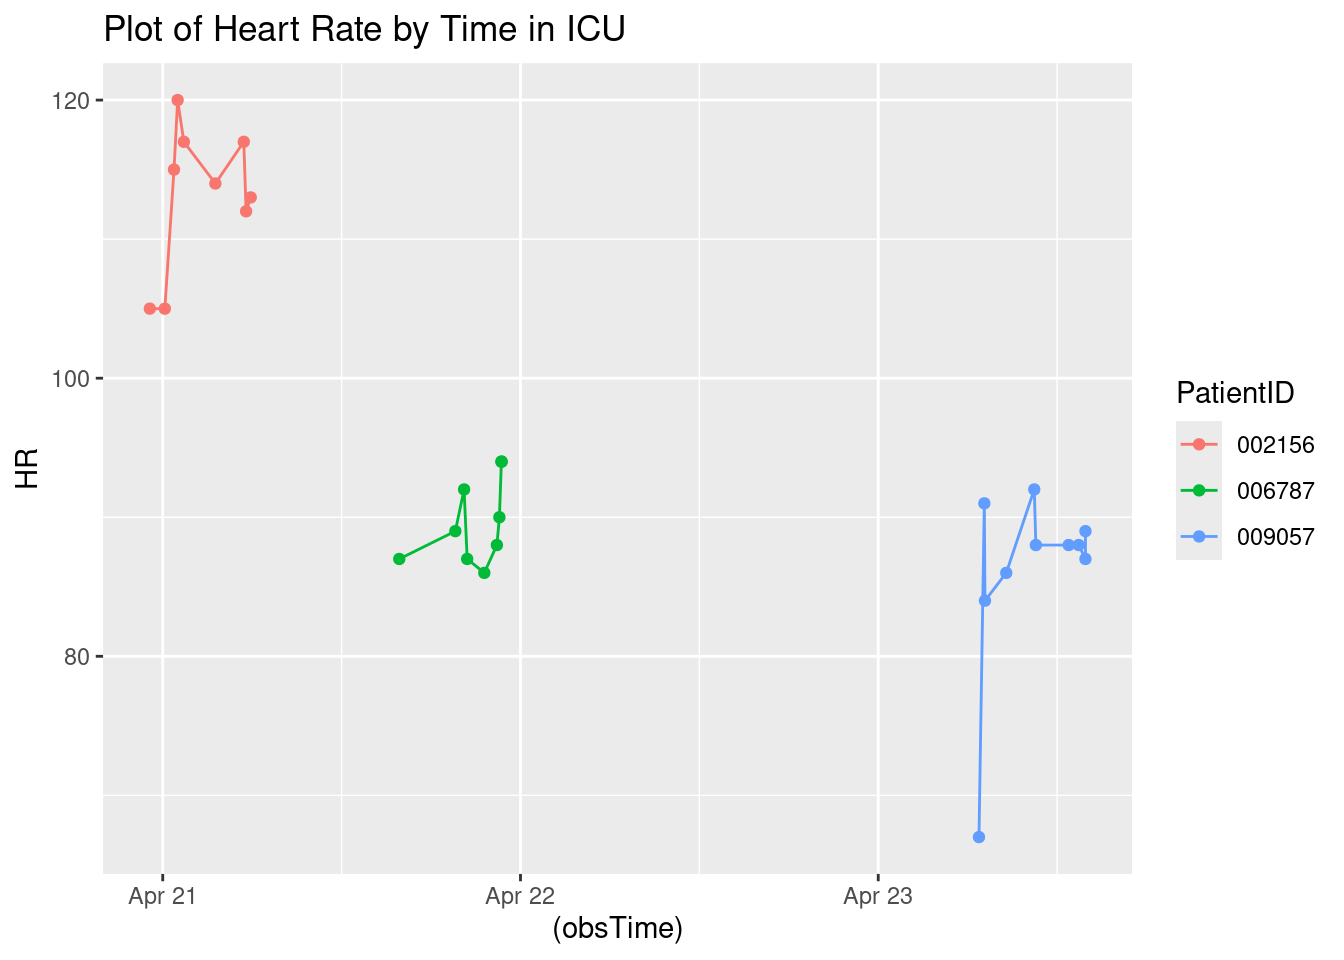 Plot of Heart Rate by Time in ICU
120
100
80
HR
Apr 21
Apr 22
Apr 23
(obsTime)
PatientID
002156
006787
009057